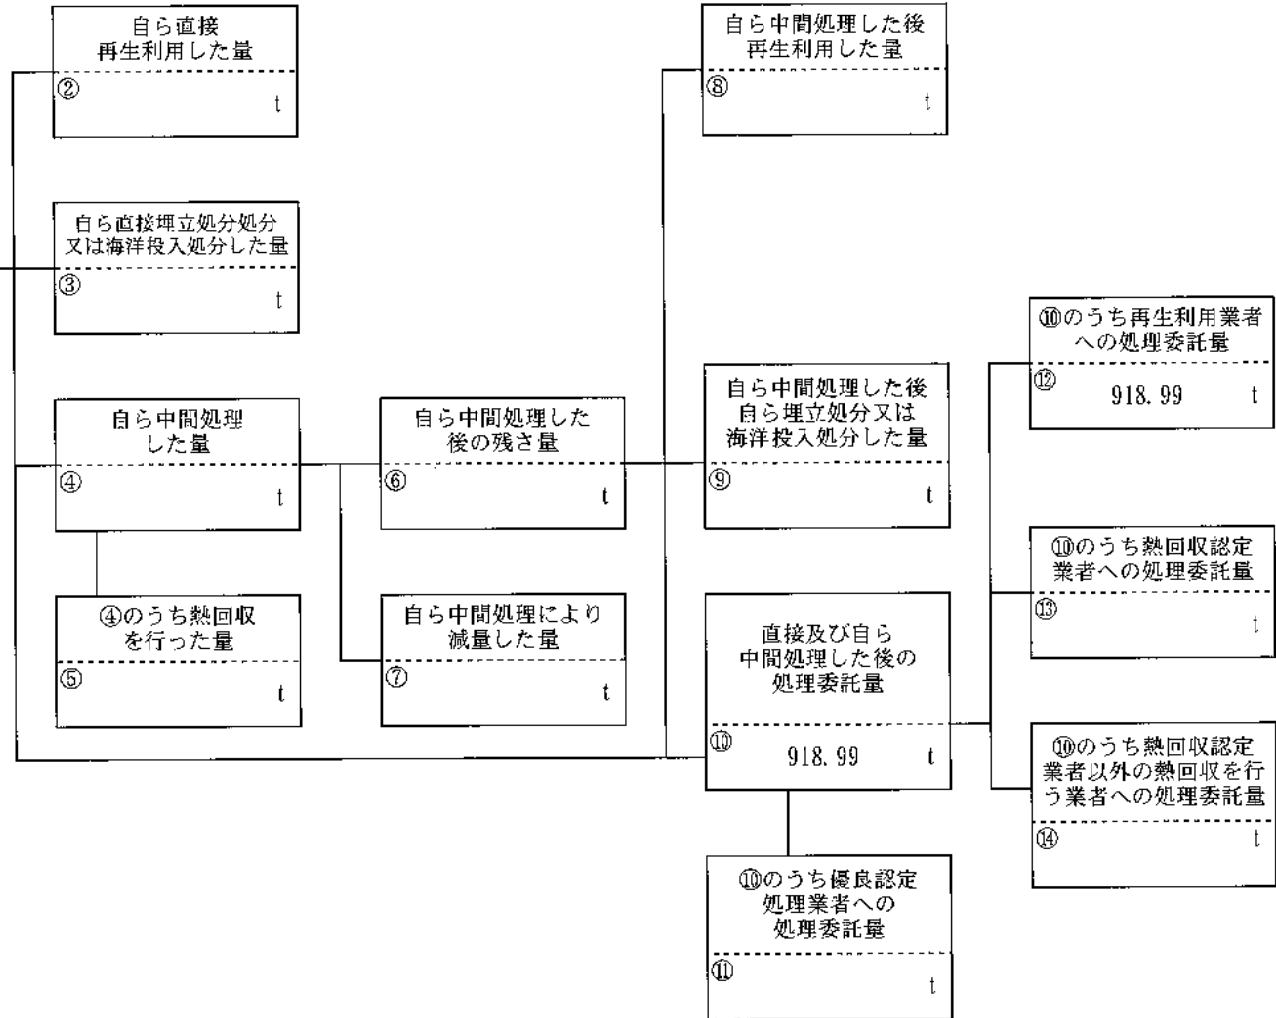 自ら直接
再生利用した量
②
t
自ら直接埋立処分処分
又は海洋投入処分した量
③
t
自ら中間処理
した量
④
t
④のうち熱回収
を行った量
⑤
t
自ら中間処理した
後の残さ量
⑥
t
自ら中間処理により
減量した量
⑦
t
自ら中間処理した後
再生利用した量
⑧
t
自ら中間処理した後
自ら埋立処分又は
海洋投入処分した量
⑨
t
直接及び自ら
中間処理した後の
処理委託量
⑩
918.99 t
⑩のうち優良認定
処理業者への
処理委託量
⑪
t
⑩のうち再生利用業者
への処理委託量
⑫
918.99 t
⑩のうち熱回収認定
業者への処理委託量
⑬
t
⑩のうち熱回収認定
業者以外の熱回収を行
う業者への処理委託量
⑭
t